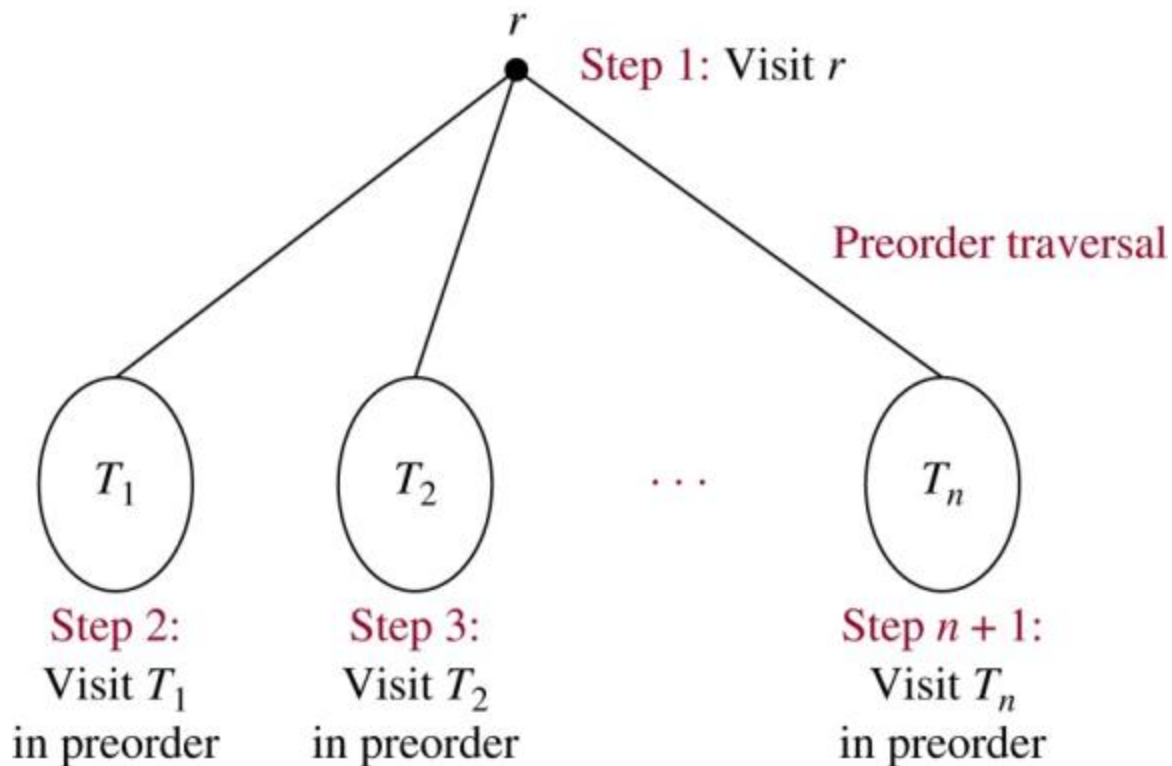 r
Step 1: Visit r
Preorder traversal
T₁
T₂
. . .
Tₙ
Step 2:
Visit T₁
in preorder
Step 3:
Visit T₂
in preorder
Step n + 1:
Visit Tₙ
in preorder